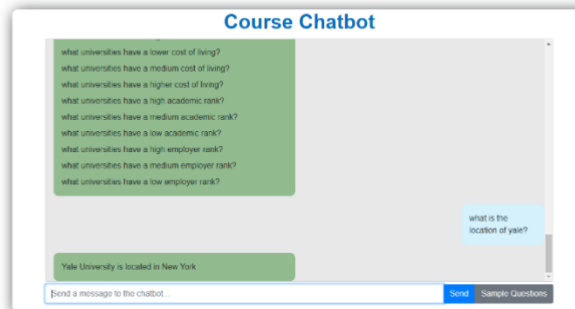 Course Chatbot
what universities have a lower cost of living?
what universities have a medium cost of living?
what universities have a higher cost of living?
what universities have a high academic rank?
what universities have a medium academic rank?
what universities have a low academic rank?
what universities have a high employer rank?
what universities have a medium employer rank?
what universities have a low employer rank?
what is the
location of yale?
Yale University is located in New York
Send a message to the chatbot...
Send Sample Questions